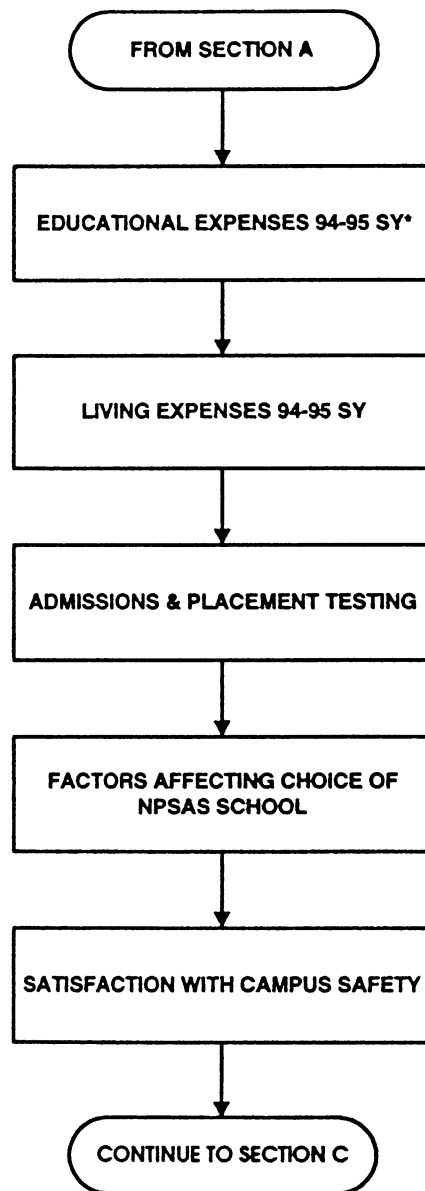 FROM SECTION A
EDUCATIONAL EXPENSES 94-95 SY*
LIVING EXPENSES 94-95 SY
ADMISSIONS & PLACEMENT TESTING
FACTORS AFFECTING CHOICE OF
NPSAS SCHOOL
SATISFACTION WITH CAMPUS SAFETY
CONTINUE TO SECTION C